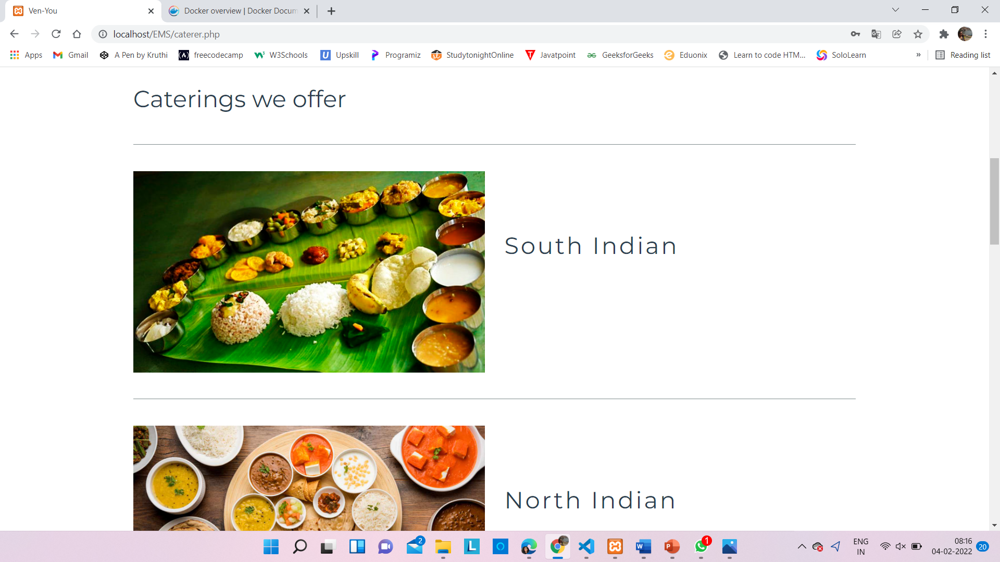 Ven-You
Docker overview | Docker Docum
localhost/EMS/caterer.php
Apps Gmail A Pen by Kruthi freecodecamp W3Schools Upskill Programiz StudytonightOnline Javatpoint GeeksforGeeks Eduonix Learn to code HTM... SoloLearn » Reading list
Caterings we offer
South Indian
North Indian
2
1
ENG
IN
08:16
04-02-2022
20